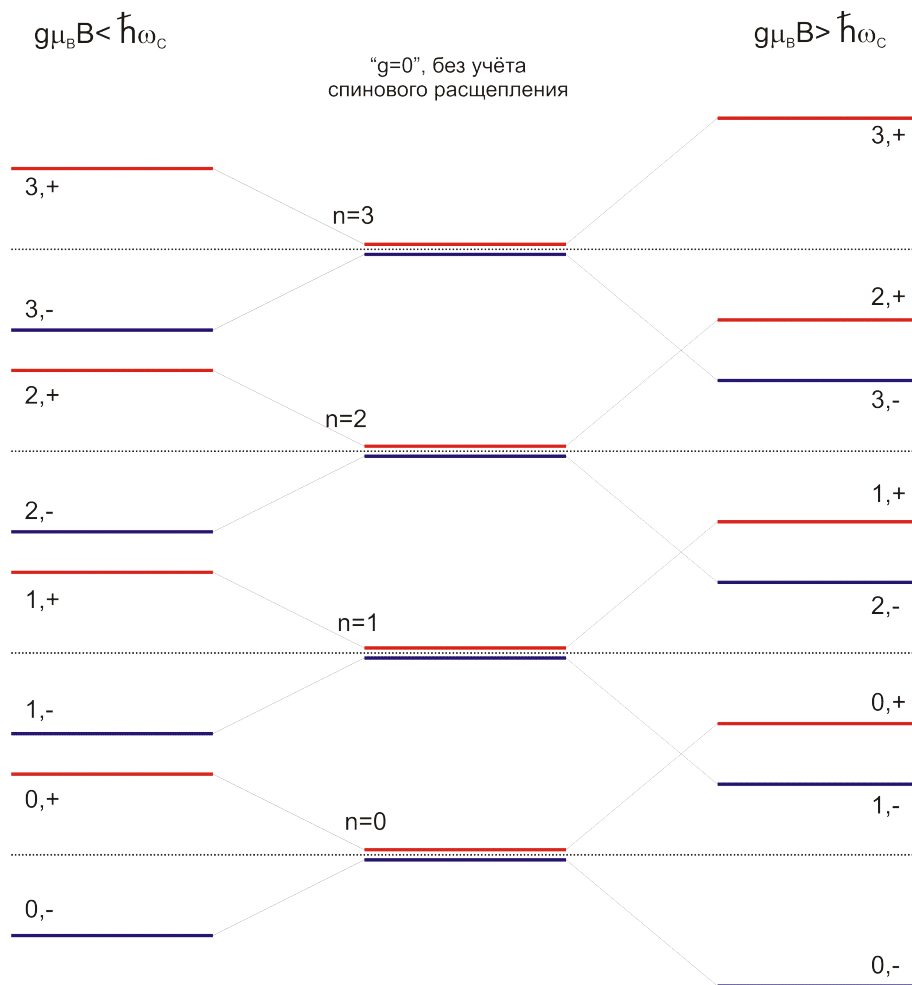 gμBB< ħωC
"g=0", без учёта
спинового расщепления
gμBB> ħωC
3,+
3,-
2,+
2,-
1,+
1,-
0,+
0,-
n=3
n=2
n=1
n=0
3,+
2,+
3,-
1,+
2,-
0,+
1,-
0,-